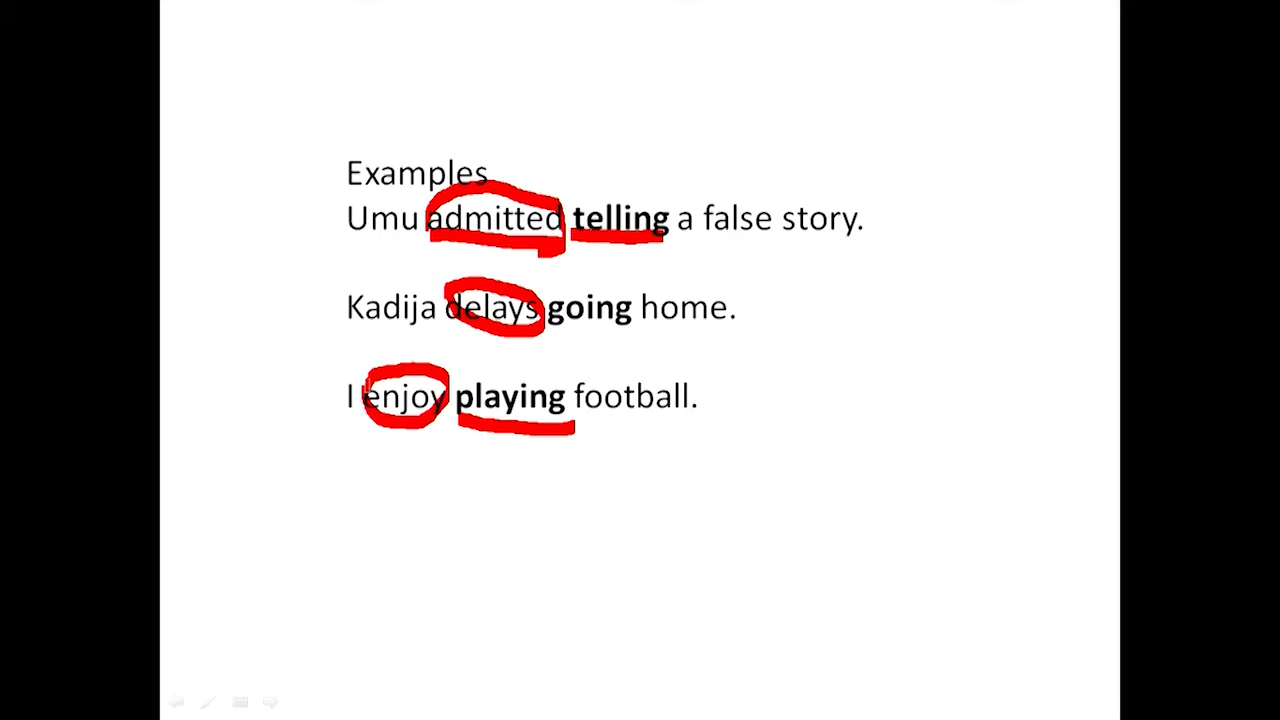 Examples
Umu admitted telling a false story.
Kadija delays going home.
I enjoy playing football.